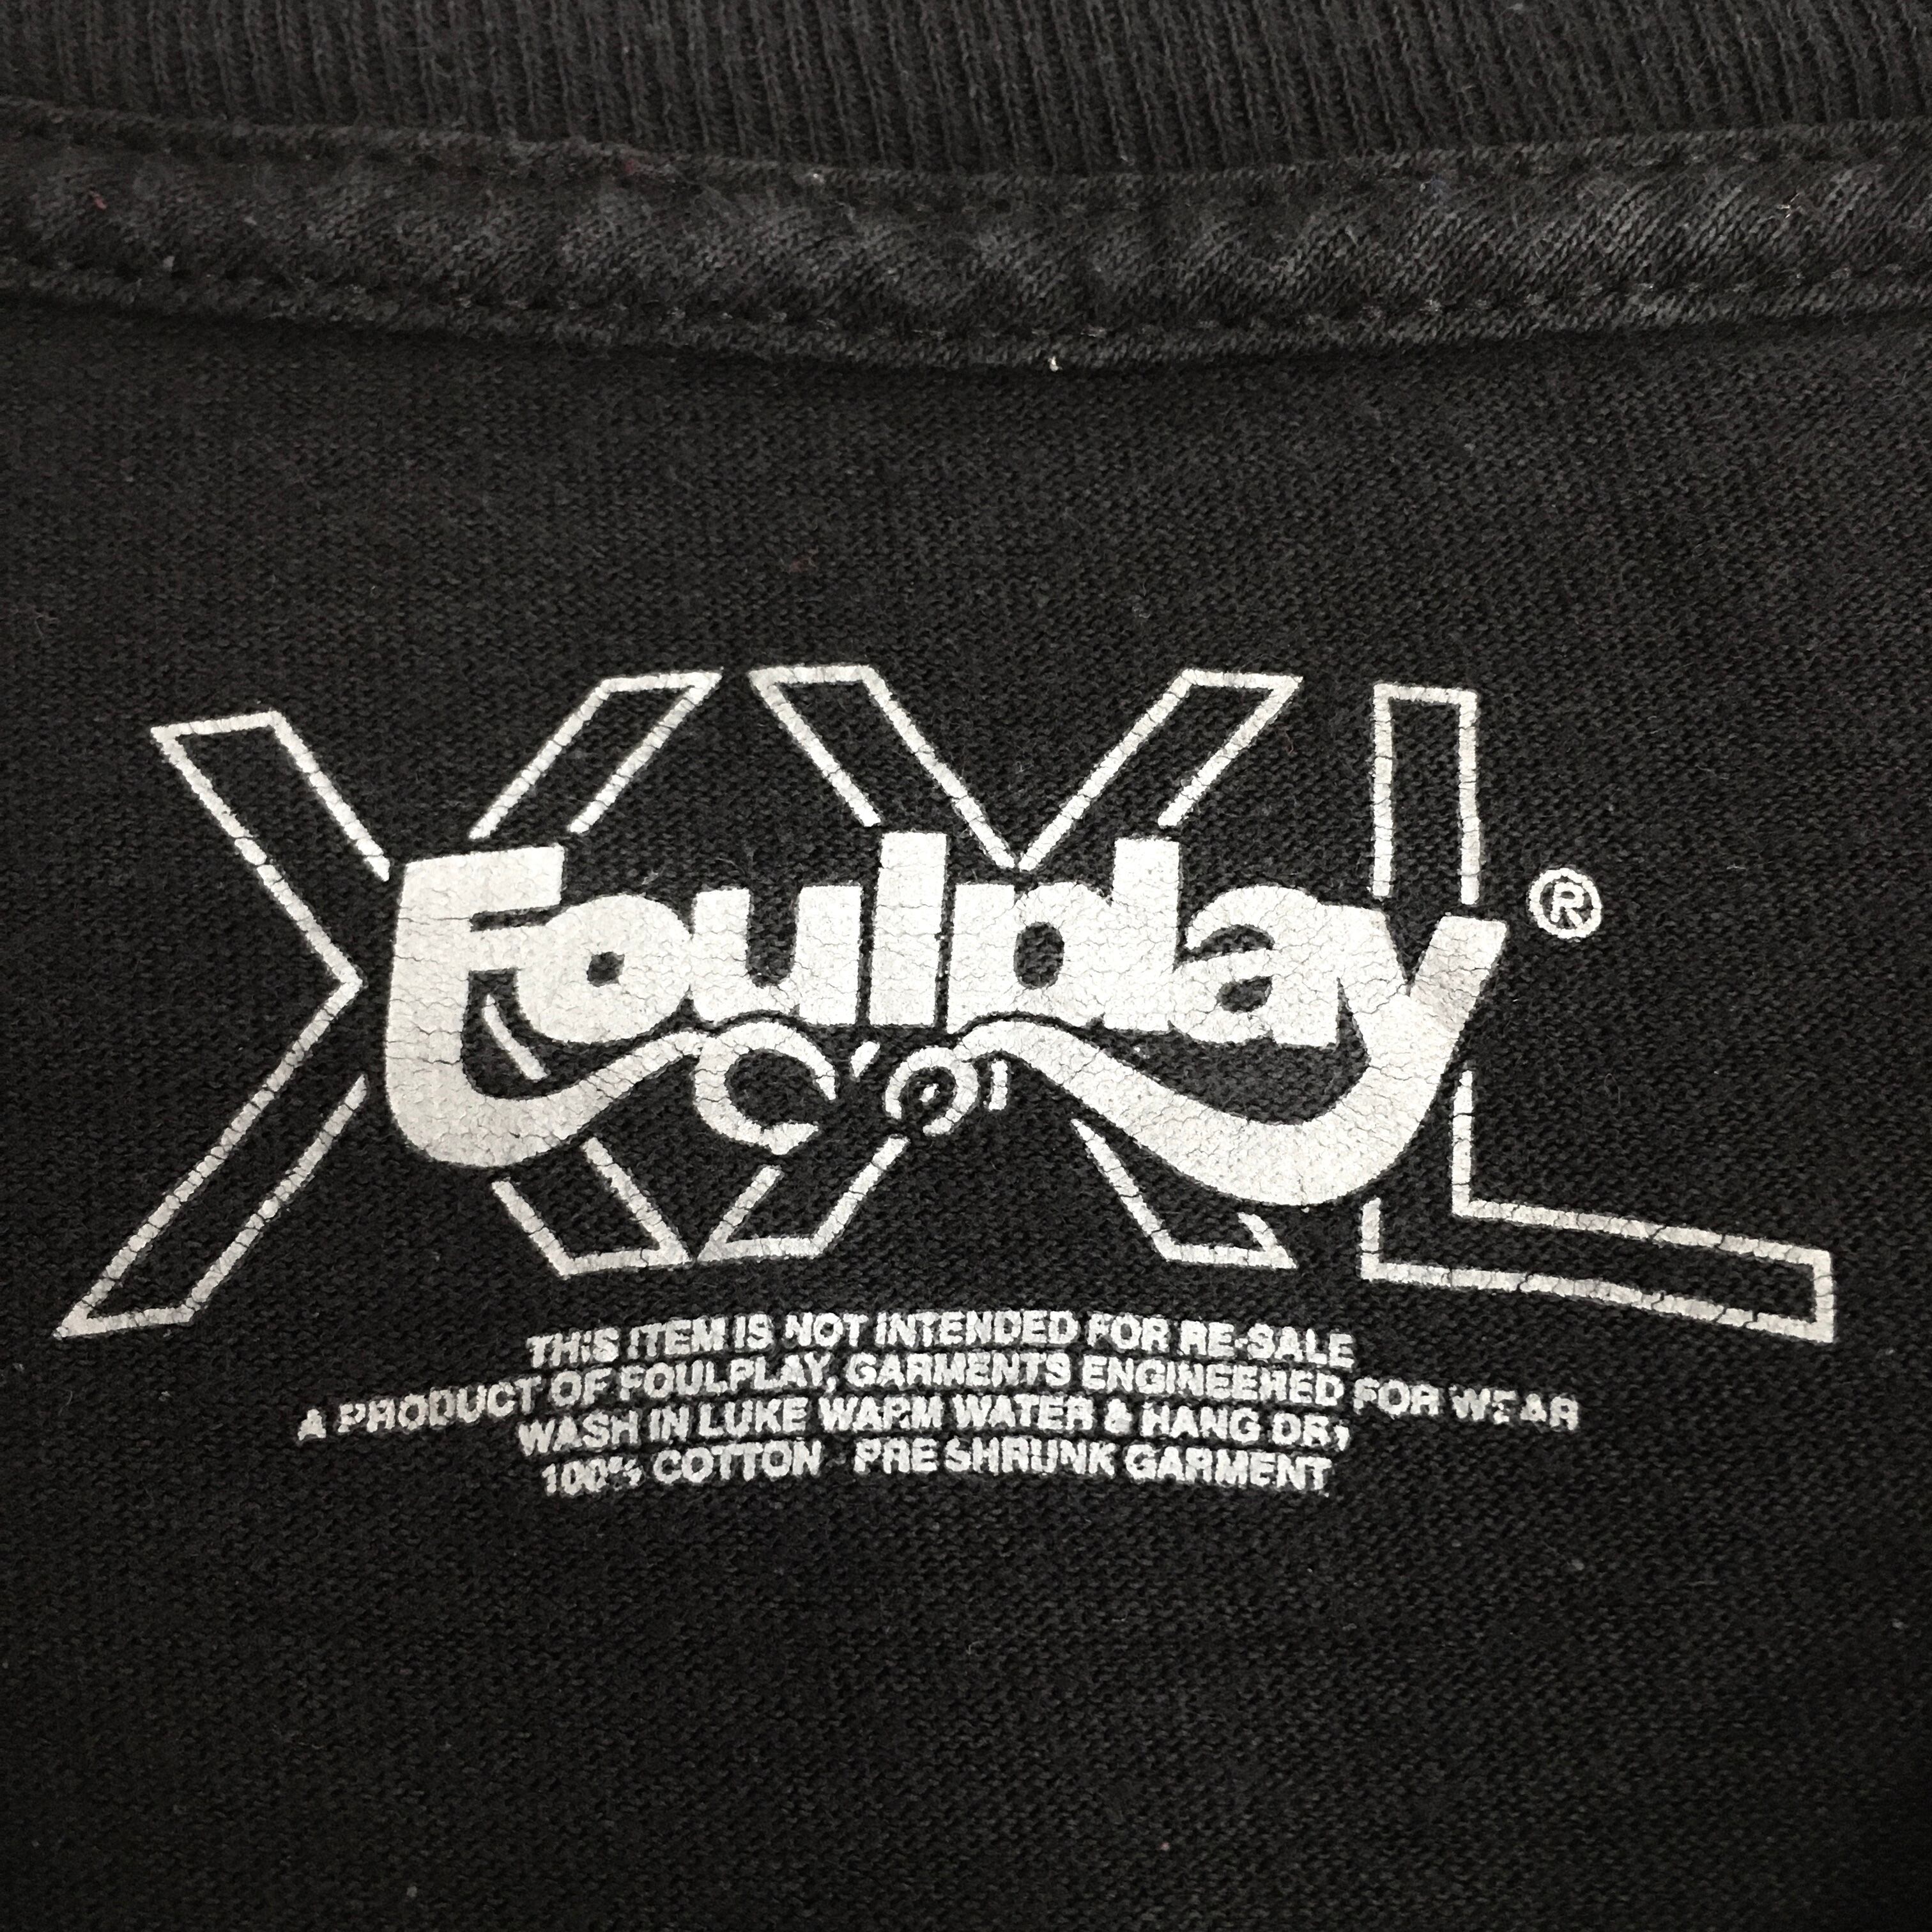 XXL
Foulplay ®
Co.
THIS ITEM IS NOT INTENDED FOR RE-SALE
A PRODUCT OF FOULPLAY, GARMENTS ENGINEERED FOR WEAR
WASH IN LUKE WARM WATER & HANG DRY
100% COTTON - PRE SHRUNK GARMENT